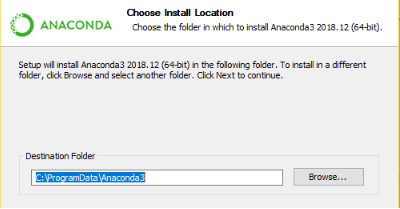 ANACONDA
Choose Install Location
Choose the folder in which to install Anaconda3 2018.12 (64-bit).
Setup will install Anaconda3 2018.12 (64-bit) in the following folder. To install in a different
folder, click Browse and select another folder. Click Next to continue.
Destination Folder
C:\ProgramData\Anaconda3
Browse...